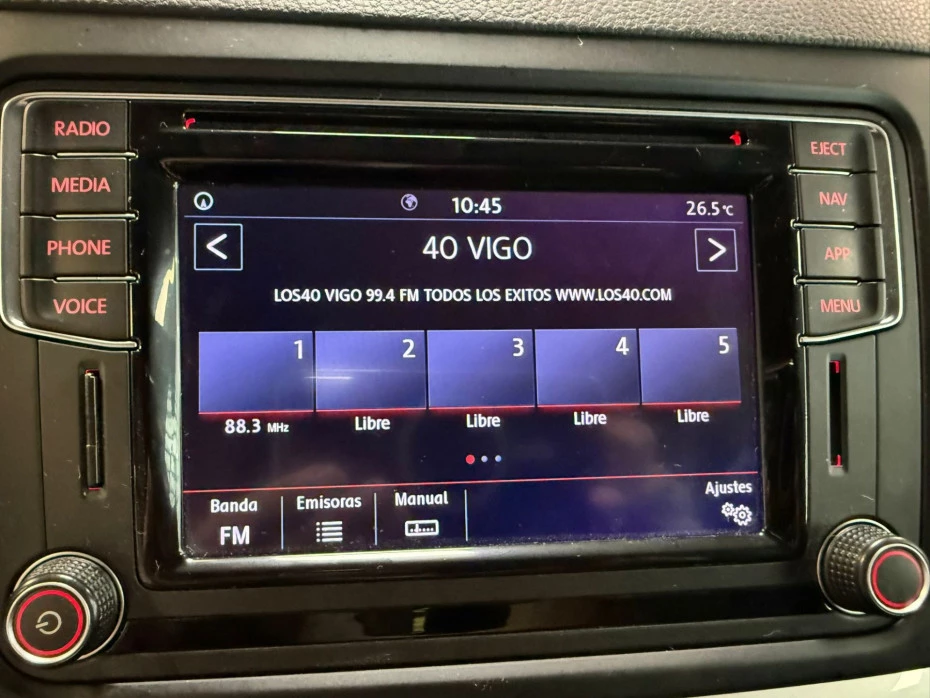 RADIO
MEDIA
PHONE
VOICE
EJECT
NAV
APP
MENU
10:45
26.5°C
< 40 VIGO >
LOS40 VIGO 99.4 FM TODOS LOS EXITOS WWW.LOS40.COM
1 2 3 4 5
88.3 MHz Libre Libre Libre Libre
Banda Emisoras Manual Ajustes
FM